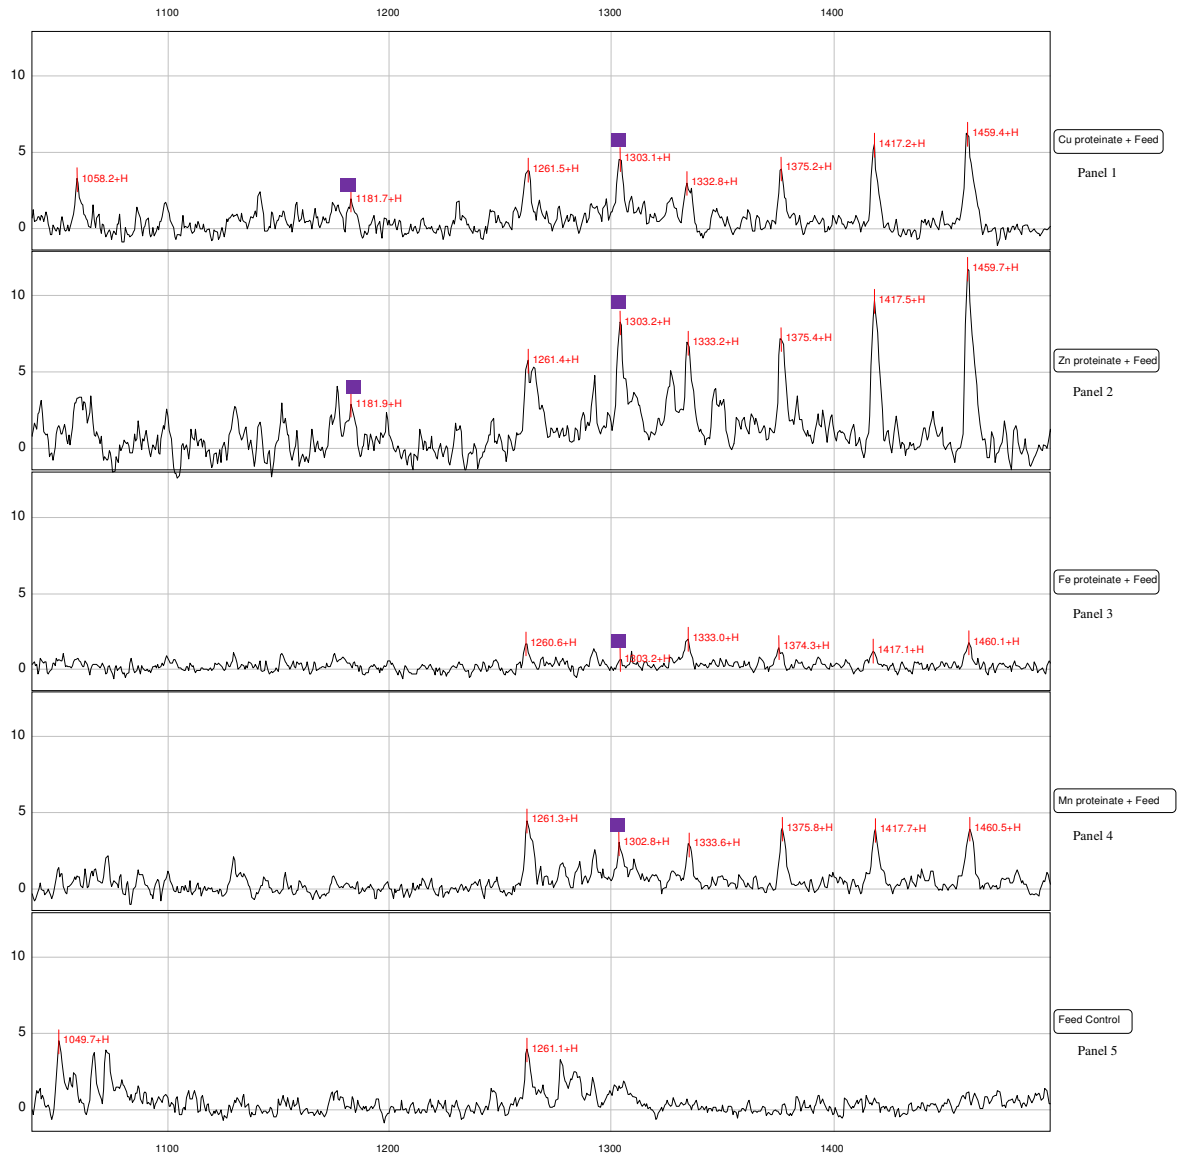 1100 1200 1300 1400
10
5
0
1058.2+H
1181.7+H
1261.5+H
1303.1+H
1332.8+H
1375.2+H
1417.2+H
1459.4+H
Cu proteinate + Feed
Panel 1
10
5
0
1181.9+H
1261.4+H
1303.2+H
1333.2+H
1375.4+H
1417.5+H
1459.7+H
Zn proteinate + Feed
Panel 2
10
5
0
1260.6+H
1303.2+H
1333.0+H
1374.3+H
1417.1+H
1460.1+H
Fe proteinate + Feed
Panel 3
10
5
0
1261.3+H
1302.8+H
1333.6+H
1375.8+H
1417.7+H
1460.5+H
Mn proteinate + Feed
Panel 4
10
5
0
1049.7+H
1261.1+H
Feed Control
Panel 5
1100 1200 1300 1400